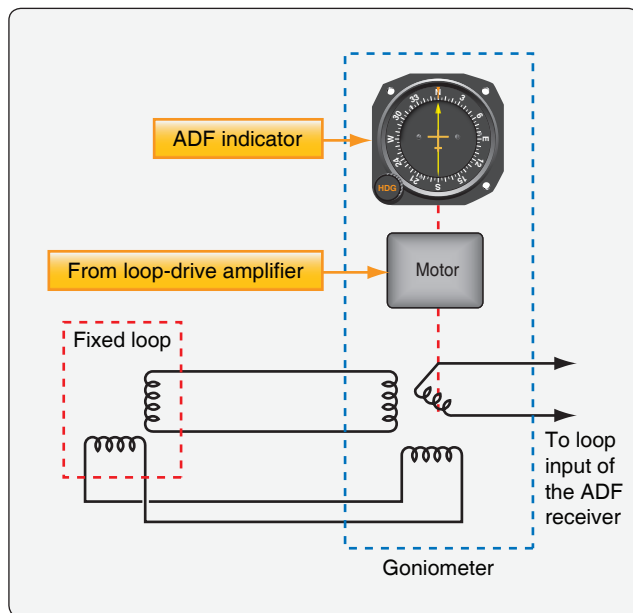 ADF indicator
N
3
6
E
12
15
S
21
24
W
30
33
HDG
From loop-drive amplifier
Motor
Fixed loop
To loop
input of
the ADF
receiver
Goniometer